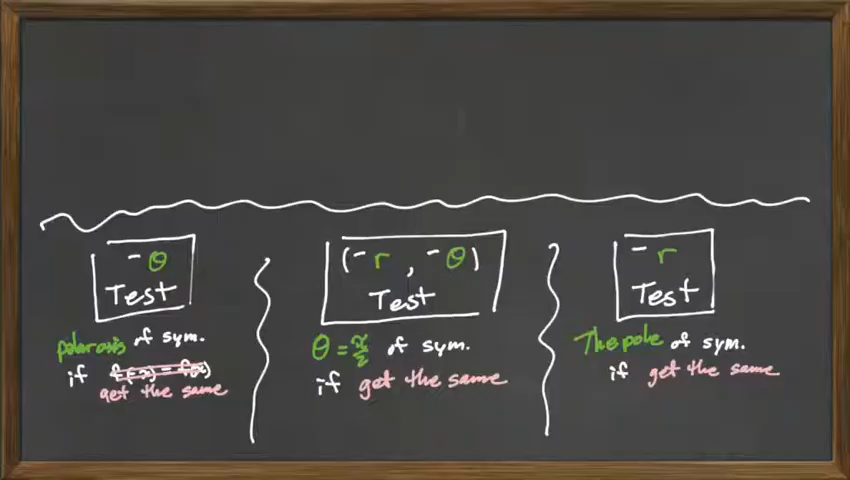 -θ
Test
polar axis of sym.
if f(-x) = f(x)
get the same
(-r, -θ)
Test
θ = π/2 of sym.
if get the same
-r
Test
The pole of sym.
if get the same